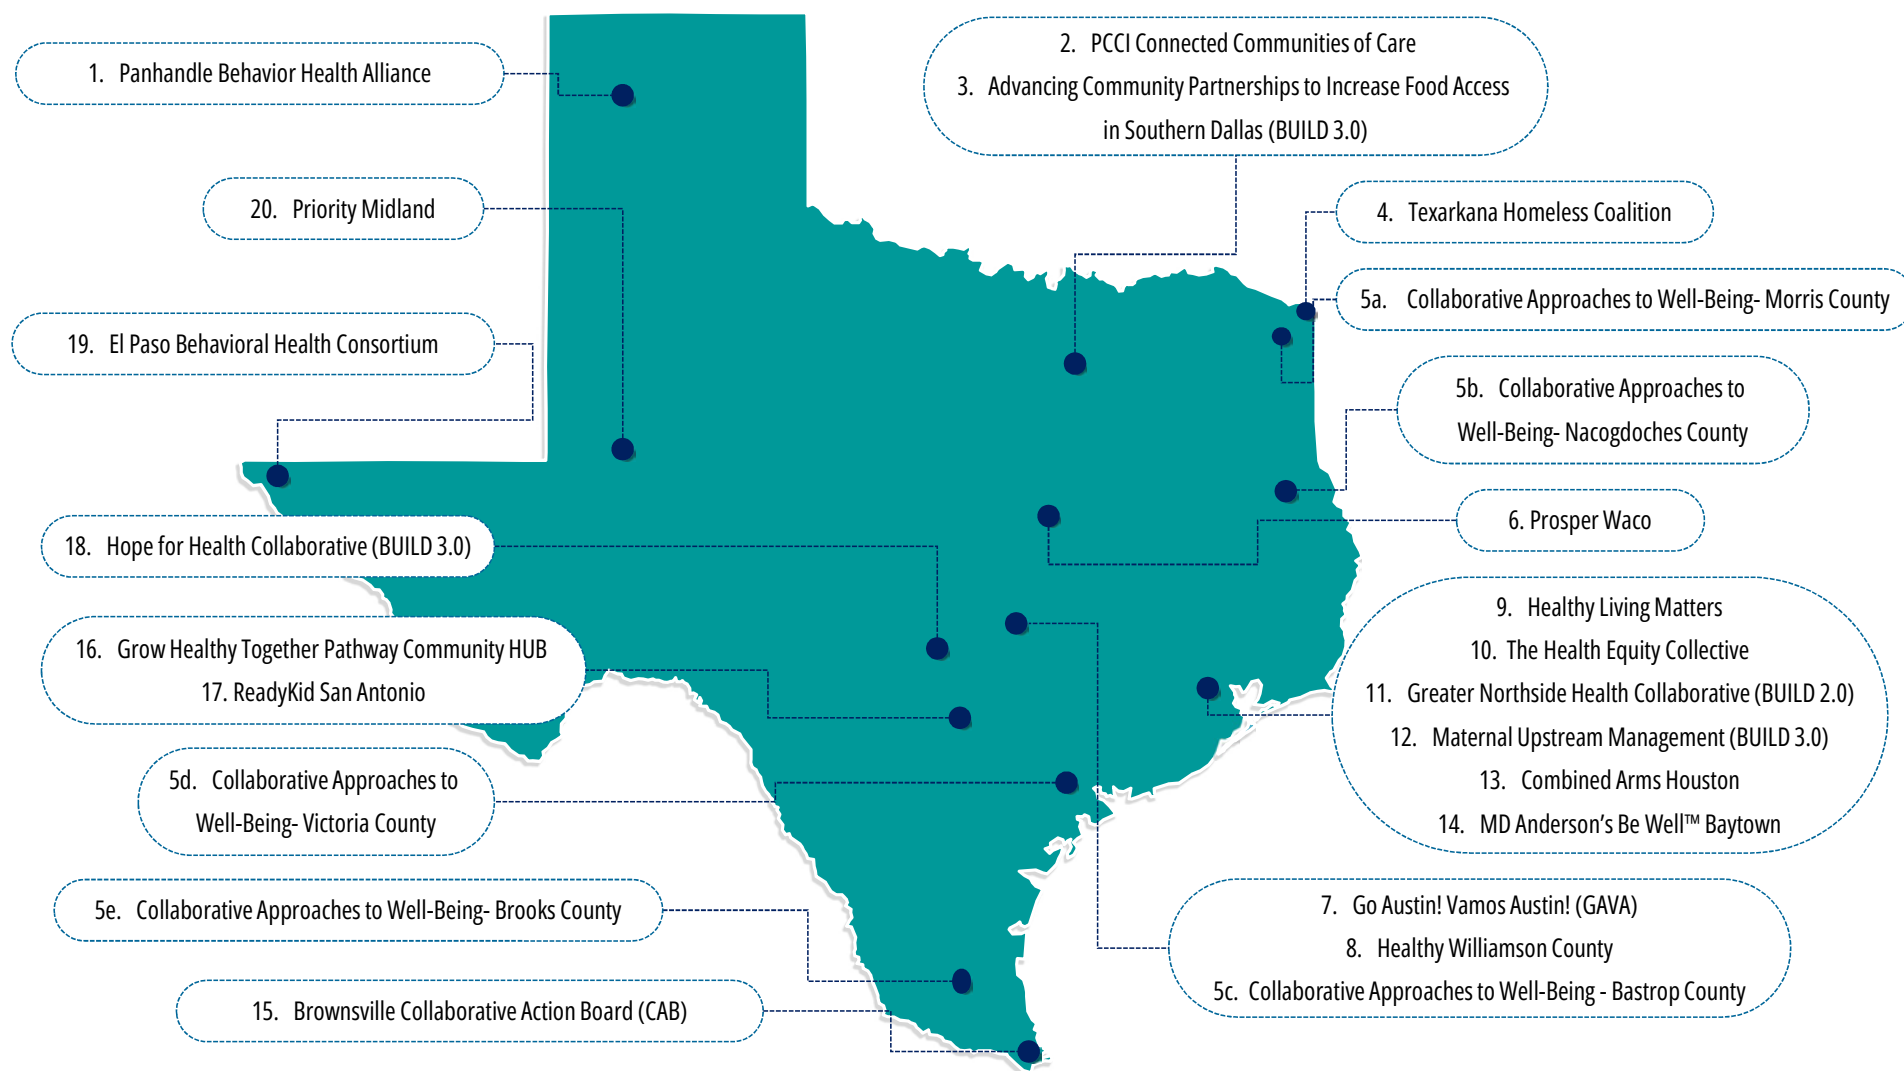 1. Panhandle Behavior Health Alliance
2. PCCI Connected Communities of Care
3. Advancing Community Partnerships to Increase Food Access
in Southern Dallas (BUILD 3.0)
20. Priority Midland
4. Texarkana Homeless Coalition
5a. Collaborative Approaches to Well-Being- Morris County
19. El Paso Behavioral Health Consortium
5b. Collaborative Approaches to
Well-Being- Nacogdoches County
6. Prosper Waco
18. Hope for Health Collaborative (BUILD 3.0)
16. Grow Healthy Together Pathway Community HUB
17. ReadyKid San Antonio
9. Healthy Living Matters
10. The Health Equity Collective
11. Greater Northside Health Collaborative (BUILD 2.0)
12. Maternal Upstream Management (BUILD 3.0)
13. Combined Arms Houston
14. MD Anderson's Be Well™ Baytown
5d. Collaborative Approaches to
Well-Being- Victoria County
5e. Collaborative Approaches to Well-Being- Brooks County
7. Go Austin! Vamos Austin! (GAVA)
8. Healthy Williamson County
5c. Collaborative Approaches to Well-Being - Bastrop County
15. Brownsville Collaborative Action Board (CAB)